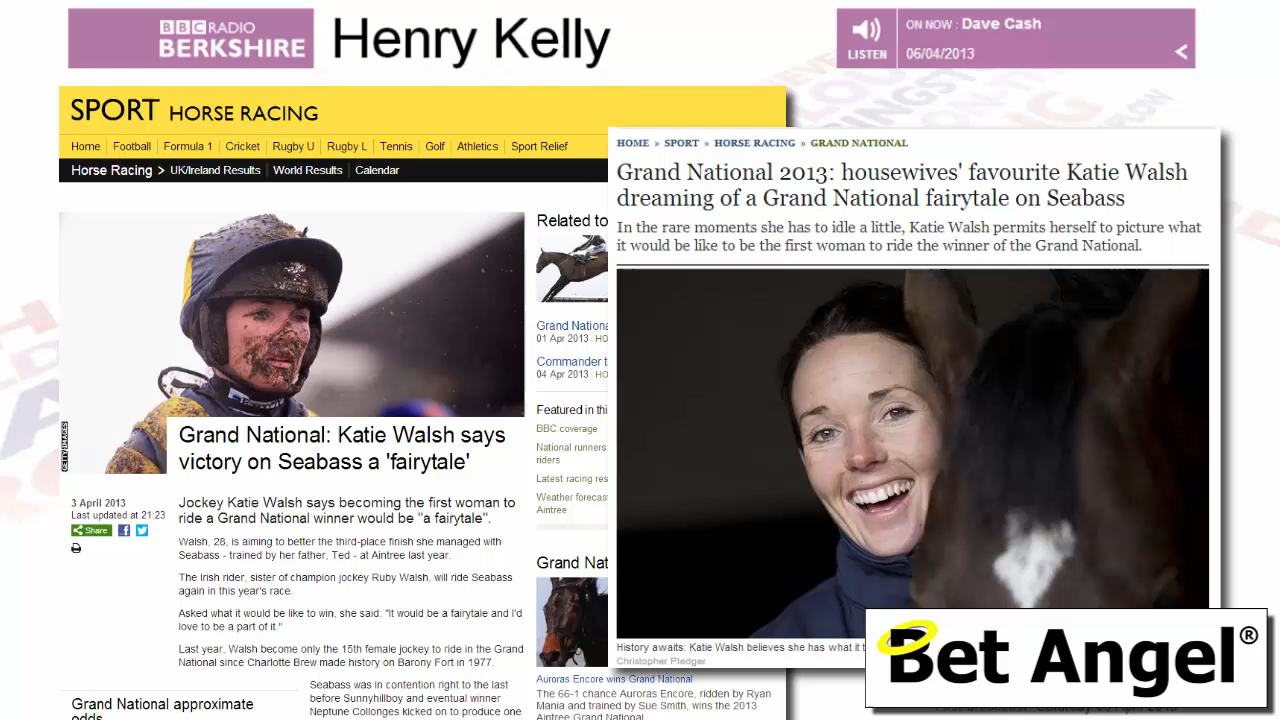 BBC RADIO
BERKSHIRE
Henry Kelly
LISTEN
ON NOW : Dave Cash
06/04/2013
SPORT HORSE RACING
Home Football Formula 1 Cricket Rugby U Rugby L Tennis Golf Athletics Sport Relief
Horse Racing > UK/Ireland Results World Results Calendar
GETTY IMAGES
Grand National: Katie Walsh says
victory on Seabass a 'fairytale'
3 April 2013
Last updated at 21:23
Share
Jockey Katie Walsh says becoming the first woman to
ride a Grand National winner would be "a fairytale".
Walsh, 28, is aiming to better the third-place finish she managed with
Seabass - trained by her father, Ted - at Aintree last year.
The Irish rider, sister of champion jockey Ruby Walsh, will ride Seabass
again in this year's race.
Asked what it would be like to win, she said: "It would be a fairytale and I'd
love to be a part of it."
Last year, Walsh become only the 15th female jockey to ride in the Grand
National since Charlotte Brew made history on Barony Fort in 1977.
Grand National approximate
odds
Seabass was in contention right to the last
before Sunnyhillboy and eventual winner
Neptune Collonges kicked on to produce one
Related to
Grand Nationa
01 Apr 2013 HO
Commander t
04 Apr 2013 HO
Featured in thi
BBC coverage
National runners
riders
Latest racing res
Weather forecas
Aintree
Grand Nat
Auroras Encore wins Grand National
The 66-1 chance Auroras Encore, ridden by Ryan
Mania and trained by Sue Smith, wins the 2013
Aintree Grand National.
HOME » SPORT » HORSE RACING » GRAND NATIONAL
Grand National 2013: housewives' favourite Katie Walsh
dreaming of a Grand National fairytale on Seabass
In the rare moments she has to idle a little, Katie Walsh permits herself to picture what
it would be like to be the first woman to ride the winner of the Grand National.
History awaits: Katie Walsh believes she has what it t
Christopher Pledger
Bet Angel®